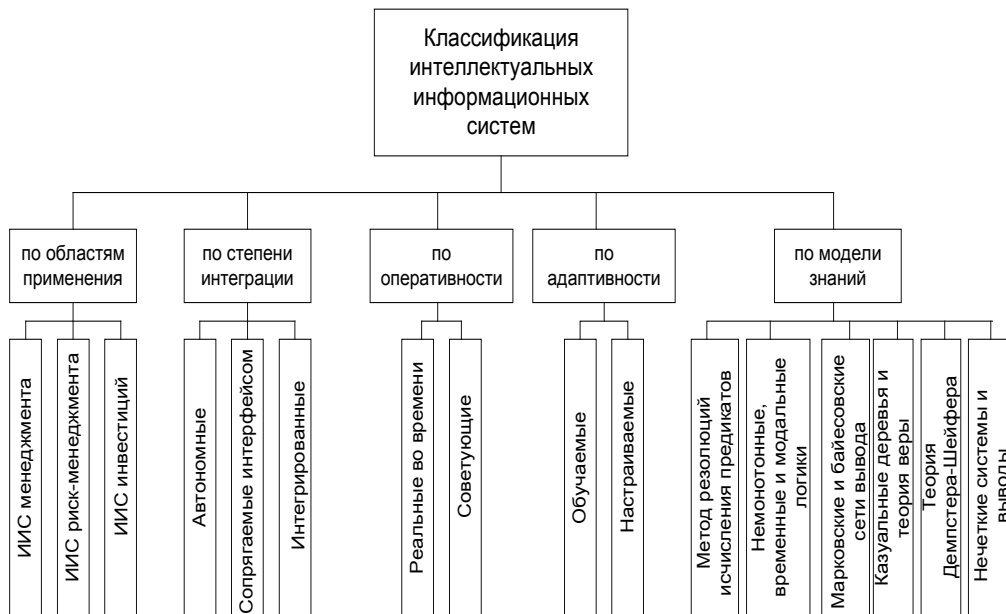 Классификация
интеллектуальных
информационных
систем
по областям
применения
по степени
интеграции
по
оперативности
по
адаптивности
по модели
знаний
ИИС менеджмента
ИИС риск-менеджмента
ИИС инвестиций
Автономные
Сопрягаемые интерфейсом
Интегрированные
Реальные во времени
Советующие
Обучаемые
Настраиваемые
Метод резолюций
исчисления предикатов
Немонотонные,
временные и модальные
логики
Марковские и байесовские
сети вывода
Казуальные деревья и
теория веры
Теория
Демпстера-Шейфера
Нечеткие системы и
выводы